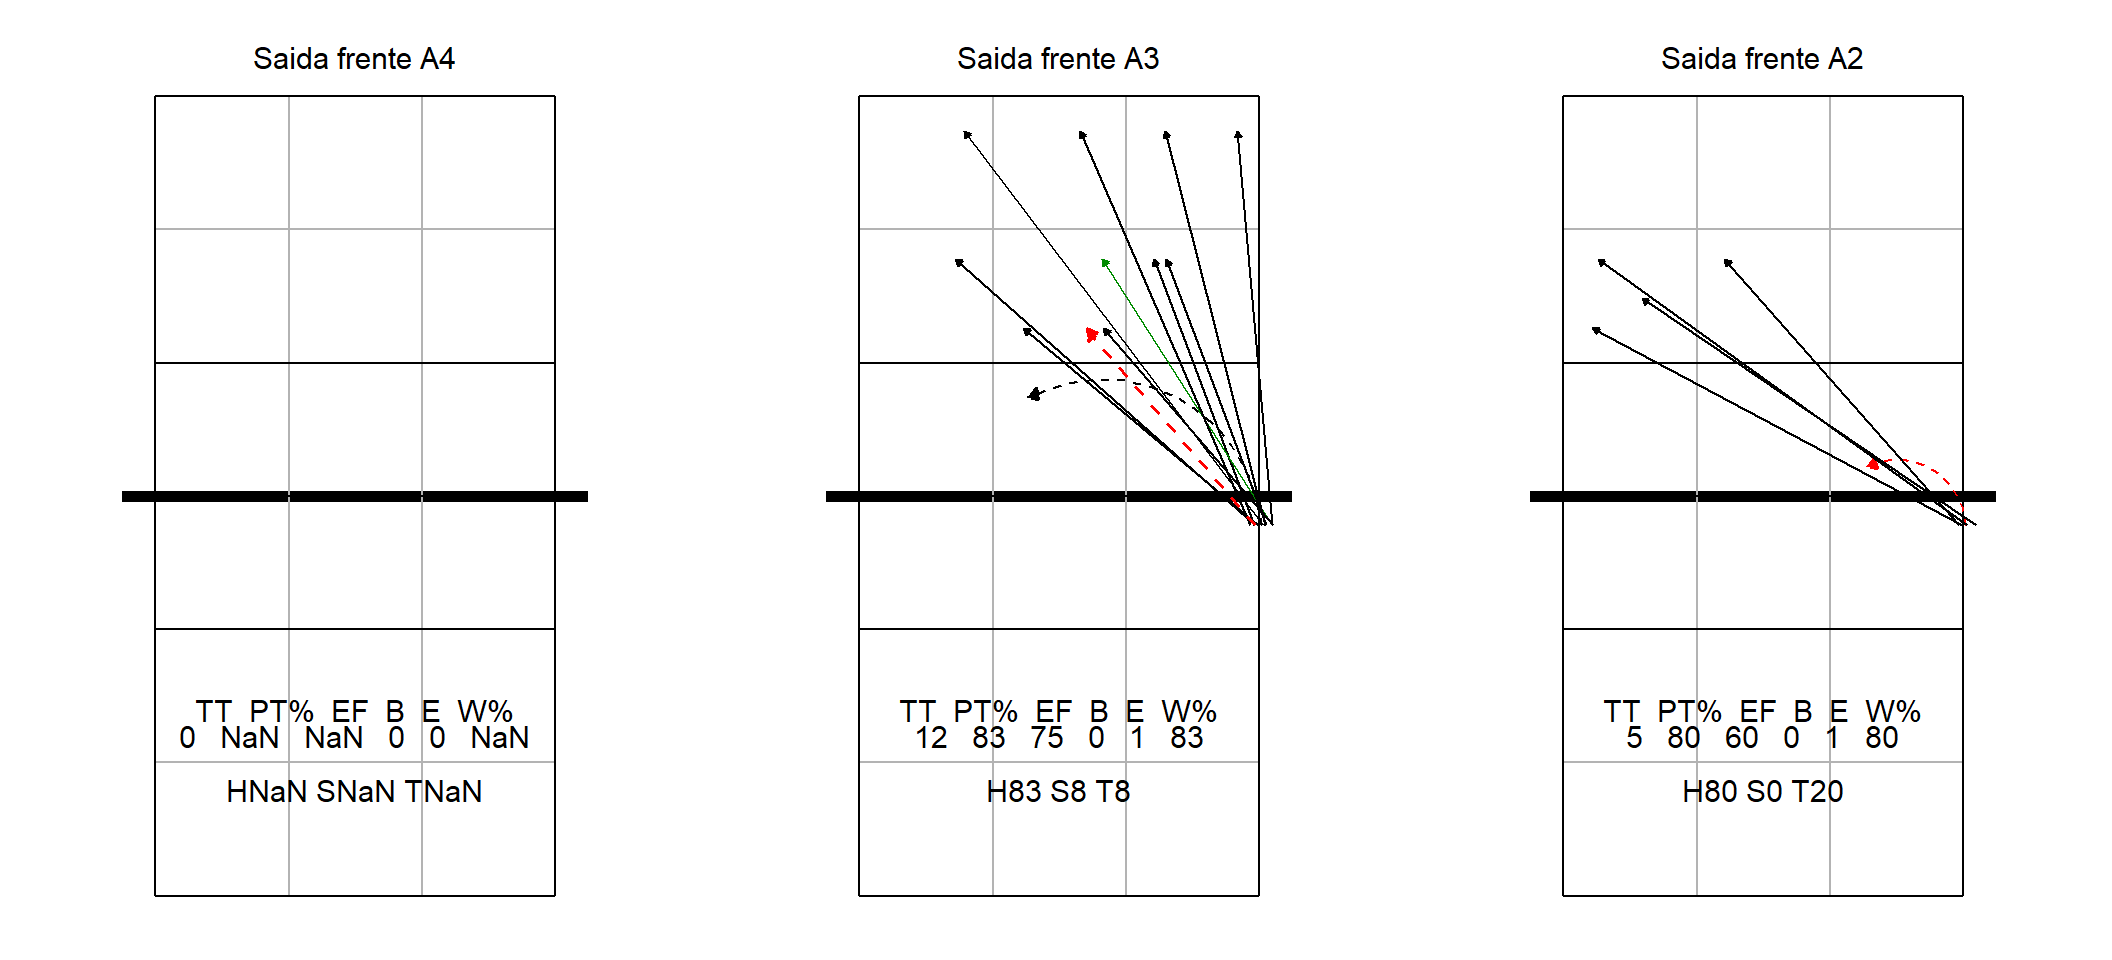 Saida frente A4
TT PT% EF B E W%
0 NaN NaN 0 0 NaN
HNaN SNaN TNaN
Saida frente A3
TT PT% EF B E W%
12 83 75 0 1 83
H83 S8 T8
Saida frente A2
TT PT% EF B E W%
5 80 60 0 1 80
H80 S0 T20